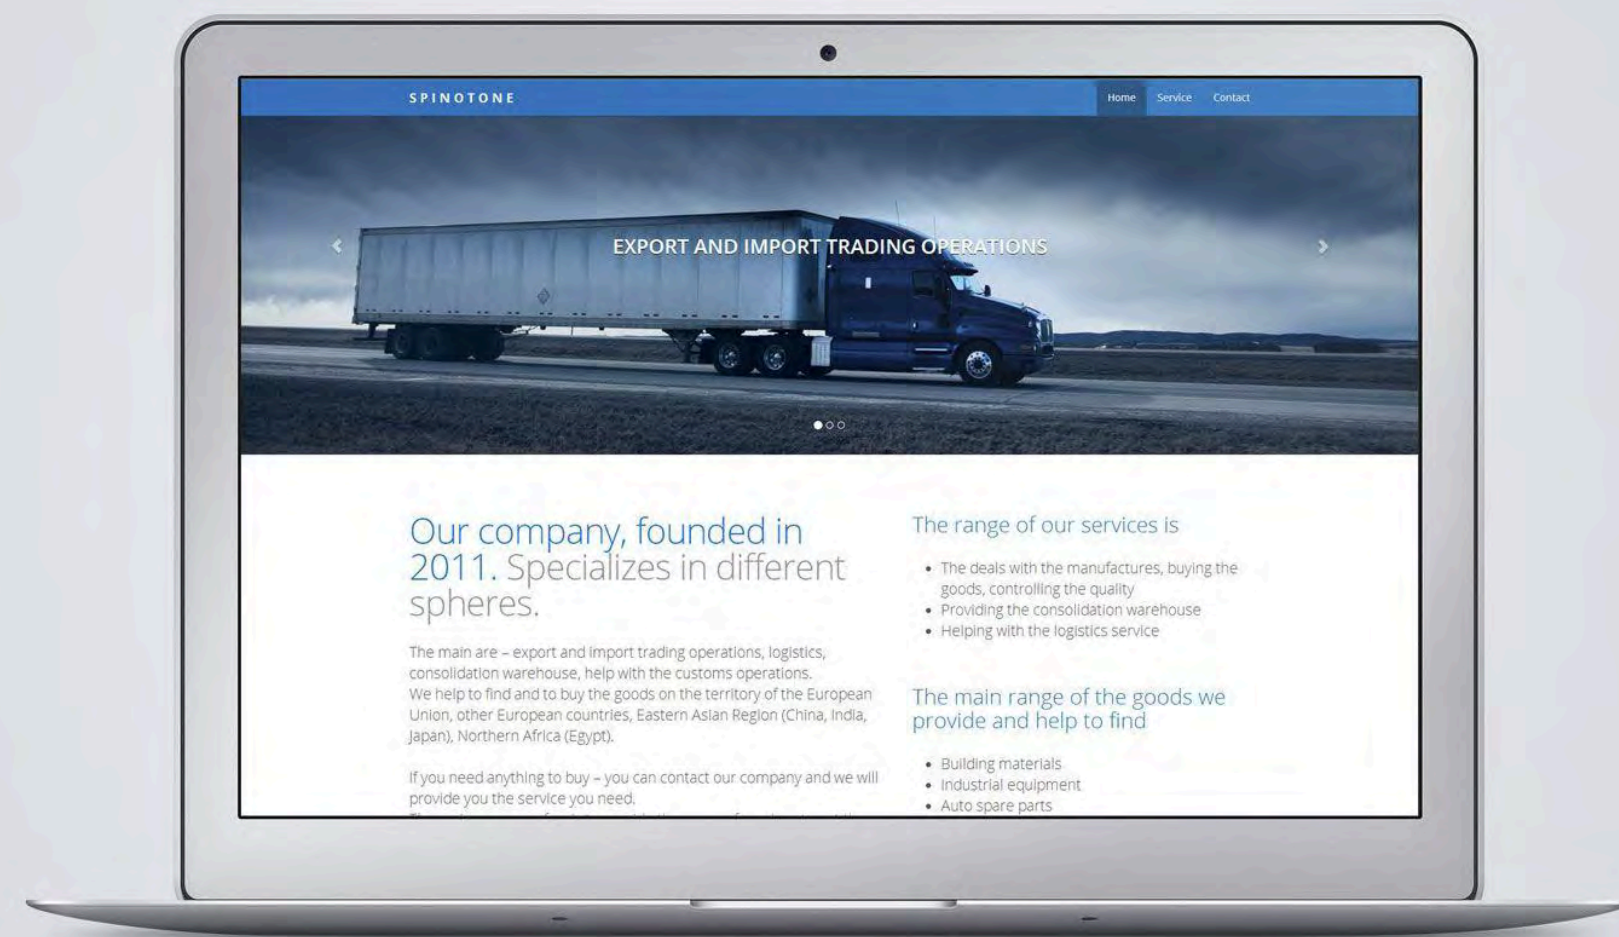 SPINOTONE
Home Service Contact
EXPORT AND IMPORT TRADING OPERATIONS
Our company, founded in
2011. Specializes in different
spheres.
The main are – export and import trading operations, logistics,
consolidation warehouse, help with the customs operations.
We help to find and to buy the goods on the territory of the European
Union, other European countries, Eastern Asian Region (China, India,
Japan), Northern Africa (Egypt).
If you need anything to buy – you can contact our company and we will
provide you the service you need.
The range of our services is
The deals with the manufactures, buying the
goods, controlling the quality
Providing the consolidation warehouse
Helping with the logistics service
The main range of the goods we
provide and help to find
Building materials
Industrial equipment
Auto spare parts